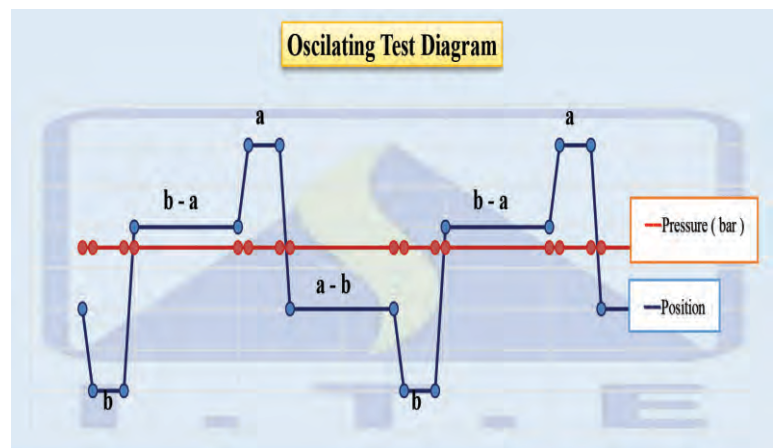 Oscilating Test Diagram
a
a
b - a
b - a
Pressure ( bar )
a - b
Position
b
b
I - T - E